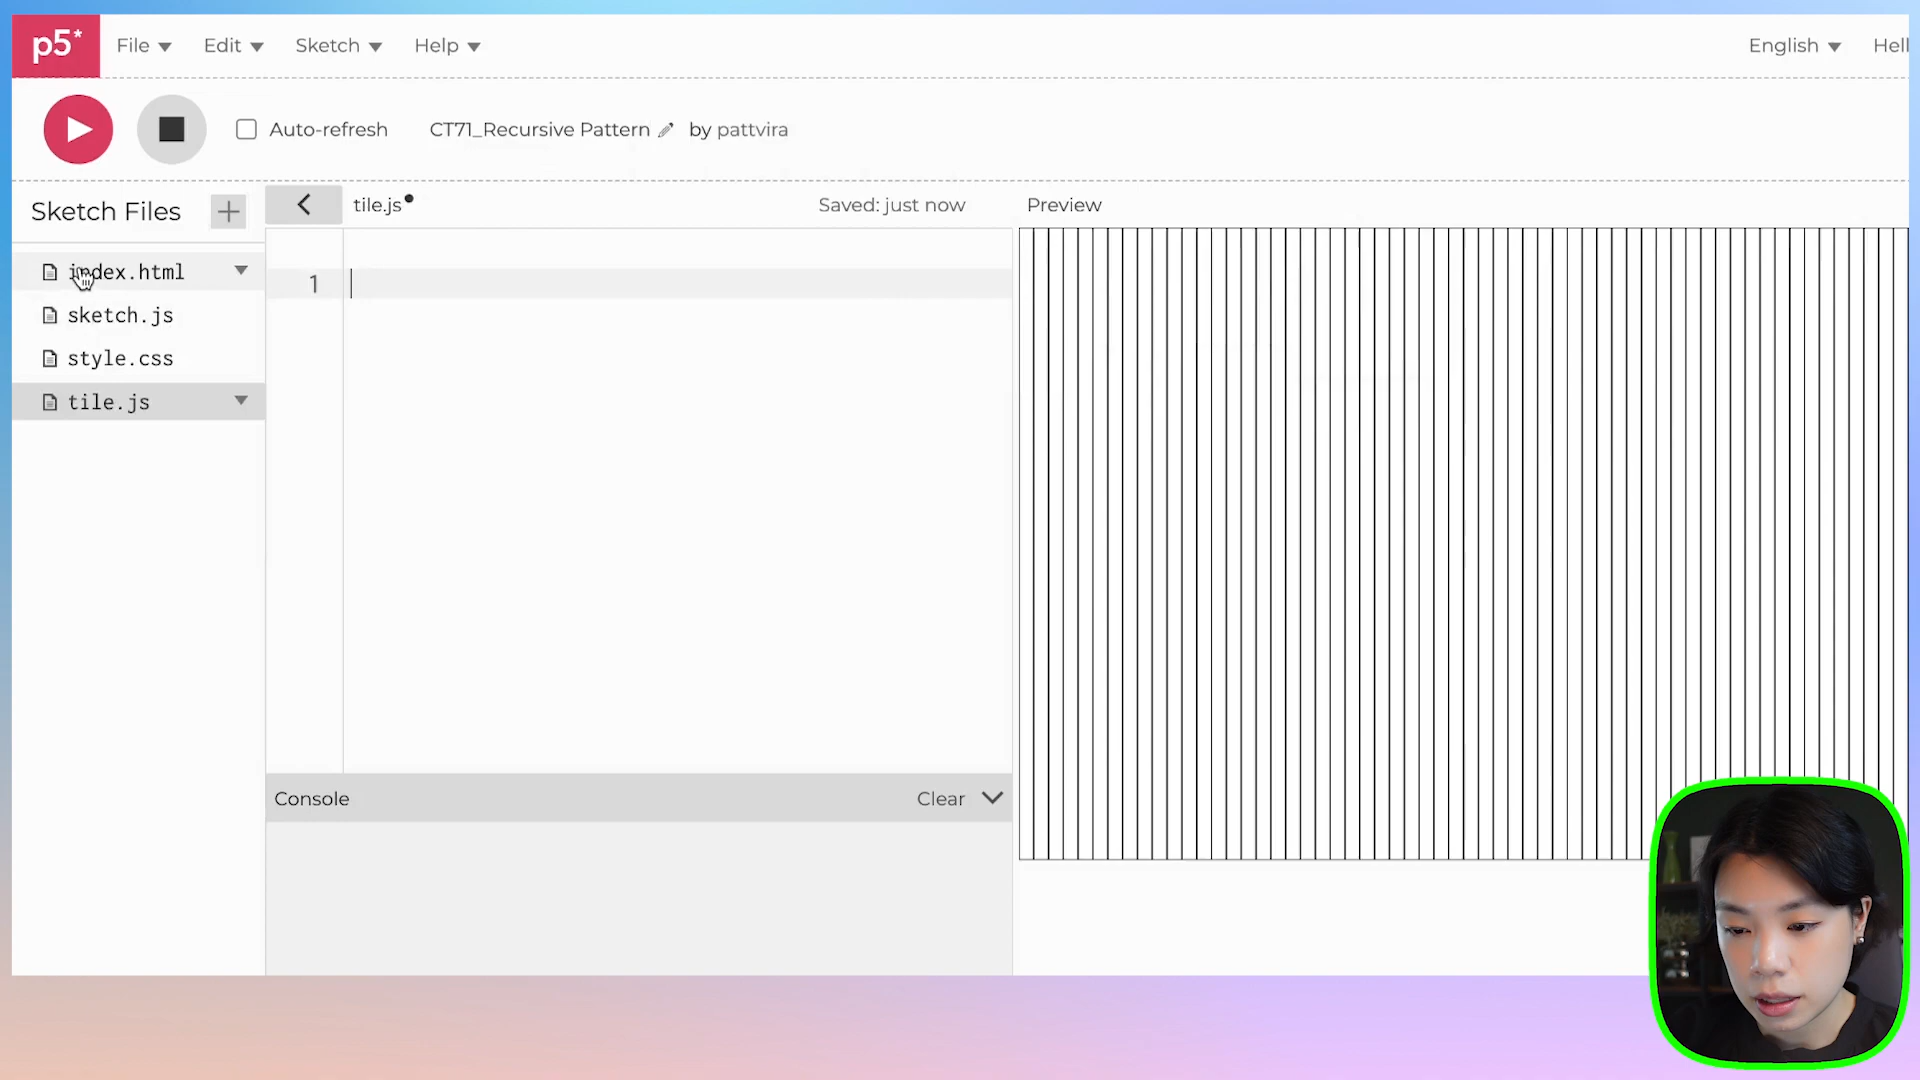 p5*
File
Edit
Sketch
Help
English
Hell
Auto-refresh
CT71_Recursive Pattern
by pattvira
Sketch Files
tile.js
Saved: just now
Preview
index.html
sketch.js
style.css
tile.js
1
Console
Clear